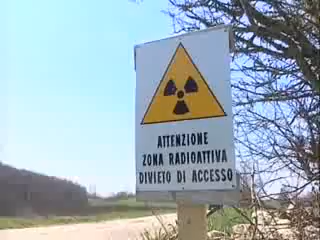 ATTENZIONE
ZONA RADIOATTIVA
DIVIETO DI ACCESSO